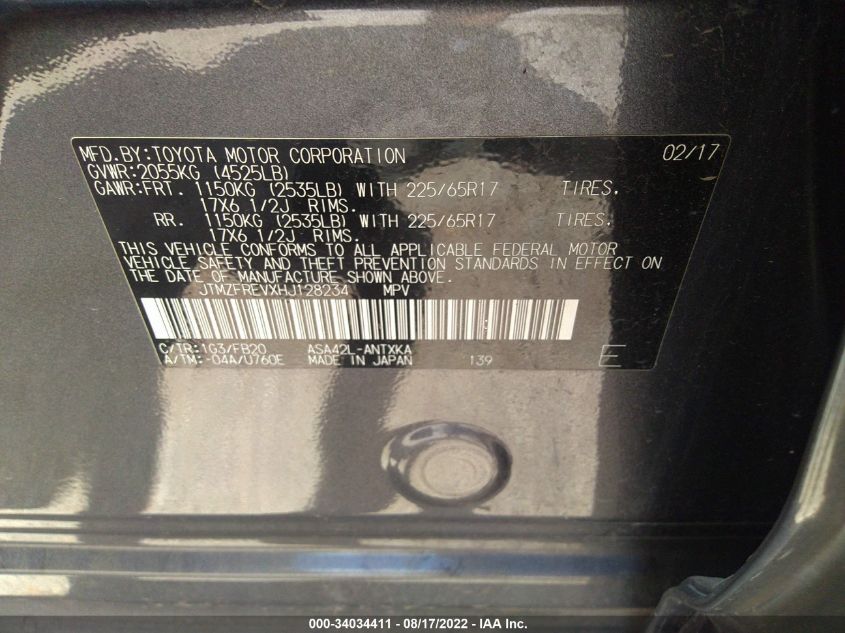 MFD.BY:TOYOTA MOTOR CORPORATION 02/17
GVWR:2055KG (4525LB)
GAWR:FRT. 1150KG (2535LB) WITH 225/65R17 TIRES.
17X6 1/2J RIMS.
RR. 1150KG (2535LB) WITH 225/65R17 TIRES.
17X6 1/2J RIMS.
THIS VEHICLE CONFORMS TO ALL APPLICABLE FEDERAL MOTOR
VEHICLE SAFETY AND THEFT PREVENTION STANDARDS IN EFFECT ON
THE DATE OF MANUFACTURE SHOWN ABOVE.
JTMZFREVXHJ128234 MPV
C/TR:1G3/FB20 ASA42L-ANTXKA
A/TM:-04A/U760E MADE IN JAPAN 139 E
000-34034411 - 08/17/2022 - IAA Inc.